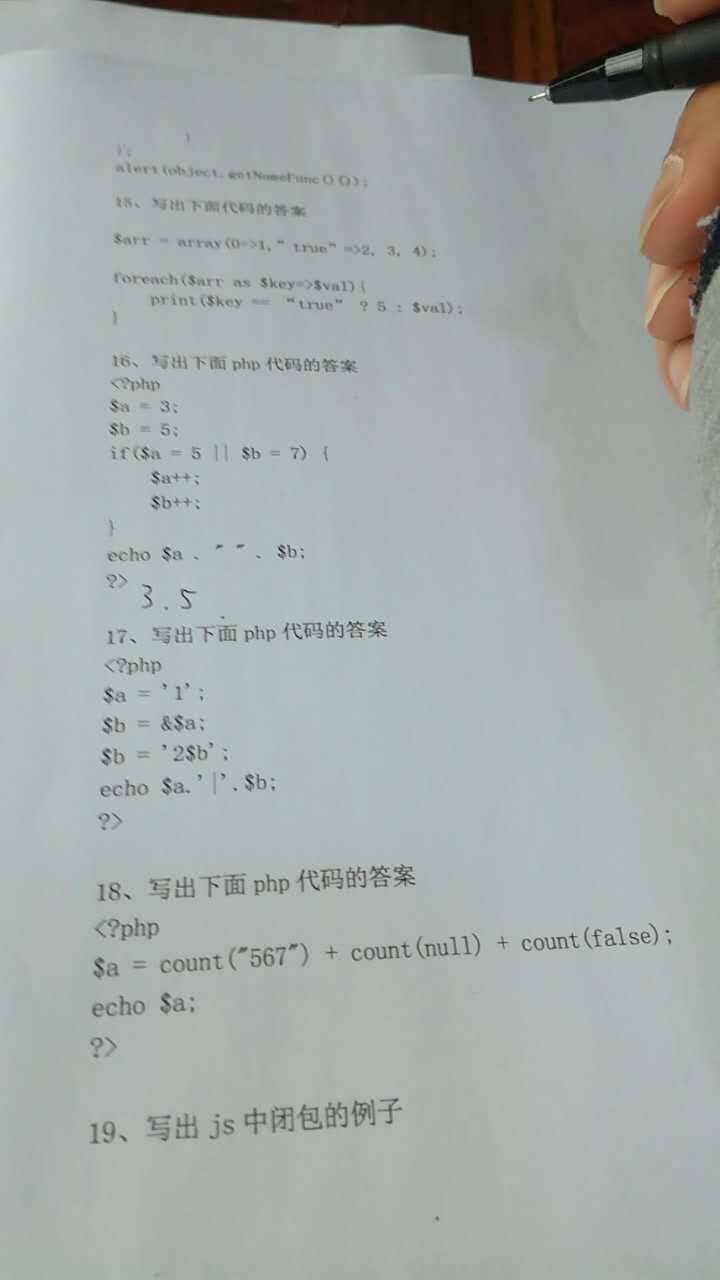 }
};
alert(object.getNameFunc()());
15、写出下面代码的答案
$arr = array(0=>1,"true"=>2, 3, 4);
foreach($arr as $key=>$val){
print($key == "true" ? 5 : $val);
}
16、写出下面 php 代码的答案
<?php
$a = 3;
$b = 5;
if($a = 5 || $b = 7) {
$a++;
$b++;
}
echo $a . " " . $b;
?>
3.5
17、写出下面 php 代码的答案
<?php
$a = '1';
$b = &$a;
$b = '2$b';
echo $a.'|'.$b;
?>
18、写出下面 php 代码的答案
<?php
$a = count("567") + count(null) + count(false);
echo $a;
?>
19、写出 js 中闭包的例子